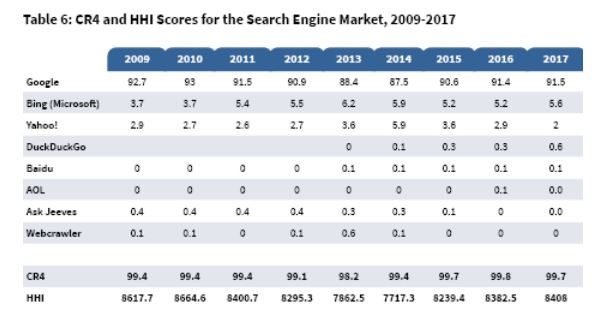 Table 6: CR4 and HHI Scores for the Search Engine Market, 2009-2017
2009 2010 2011 2012 2013 2014 2015 2016 2017
Google 92.7 93 91.5 90.9 88.4 87.5 90.6 91.4 91.5
Bing (Microsoft) 3.7 3.7 5.4 5.5 6.2 5.9 5.2 5.2 5.6
Yahoo! 2.9 2.7 2.6 2.7 3.6 5.9 3.6 2.9 2
DuckDuckGo 0 0.1 0.3 0.3 0.6
Baidu 0 0 0 0 0.1 0.1 0.1 0.1 0.1
AOL 0 0 0 0 0 0 0 0.1 0.0
Ask Jeeves 0.4 0.4 0.4 0.4 0.3 0.3 0.1 0 0.0
Webcrawler 0.1 0.1 0 0.1 0.6 0.1 0 0 0
CR4 99.4 99.4 99.4 99.1 98.2 99.4 99.7 99.8 99.7
HHI 8617.7 8664.6 8400.7 8295.3 7862.5 7717.3 8239.4 8382.5 8408